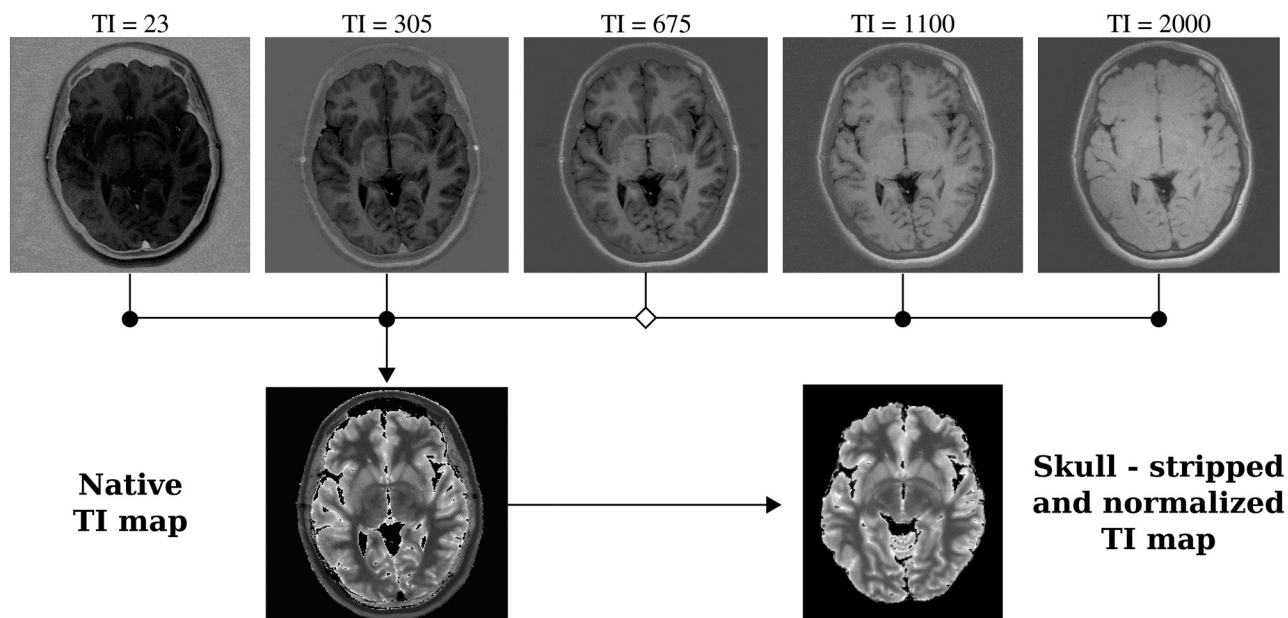 TI = 23
TI = 305
TI = 675
TI = 1100
TI = 2000
Native
TI map
Skull - stripped
and normalized
TI map